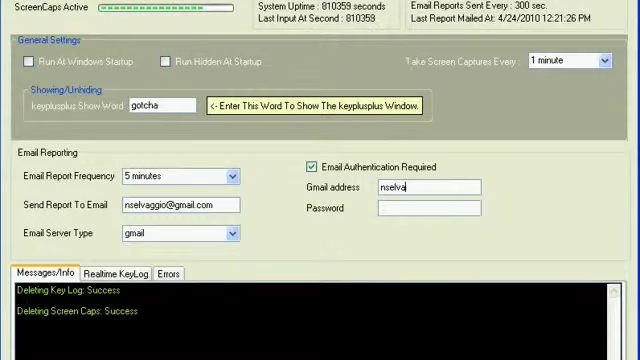 ScreenCaps Active
System Uptime : 810359 seconds
Last Input At Second : 810359
Email Reports Sent Every : 300 sec.
Last Report Mailed At: 4/24/2010 12:21:26 PM
General Settings
Run At Windows Startup
Run Hidden At Startup
Take Screen Captures Every :
1 minute
Showing/Unhiding
keyplusplus Show Word
gotcha
<- Enter This Word To Show The keyplusplus Window.
Email Reporting
Email Report Frequency
5 minutes
Send Report To Email
nselvaggio@gmail.com
Email Server Type
gmail
Email Authentication Required
Gmail address
nselva
Password
Messages/Info
Realtime KeyLog
Errors
Deleting Key Log: Success
Deleting Screen Caps: Success